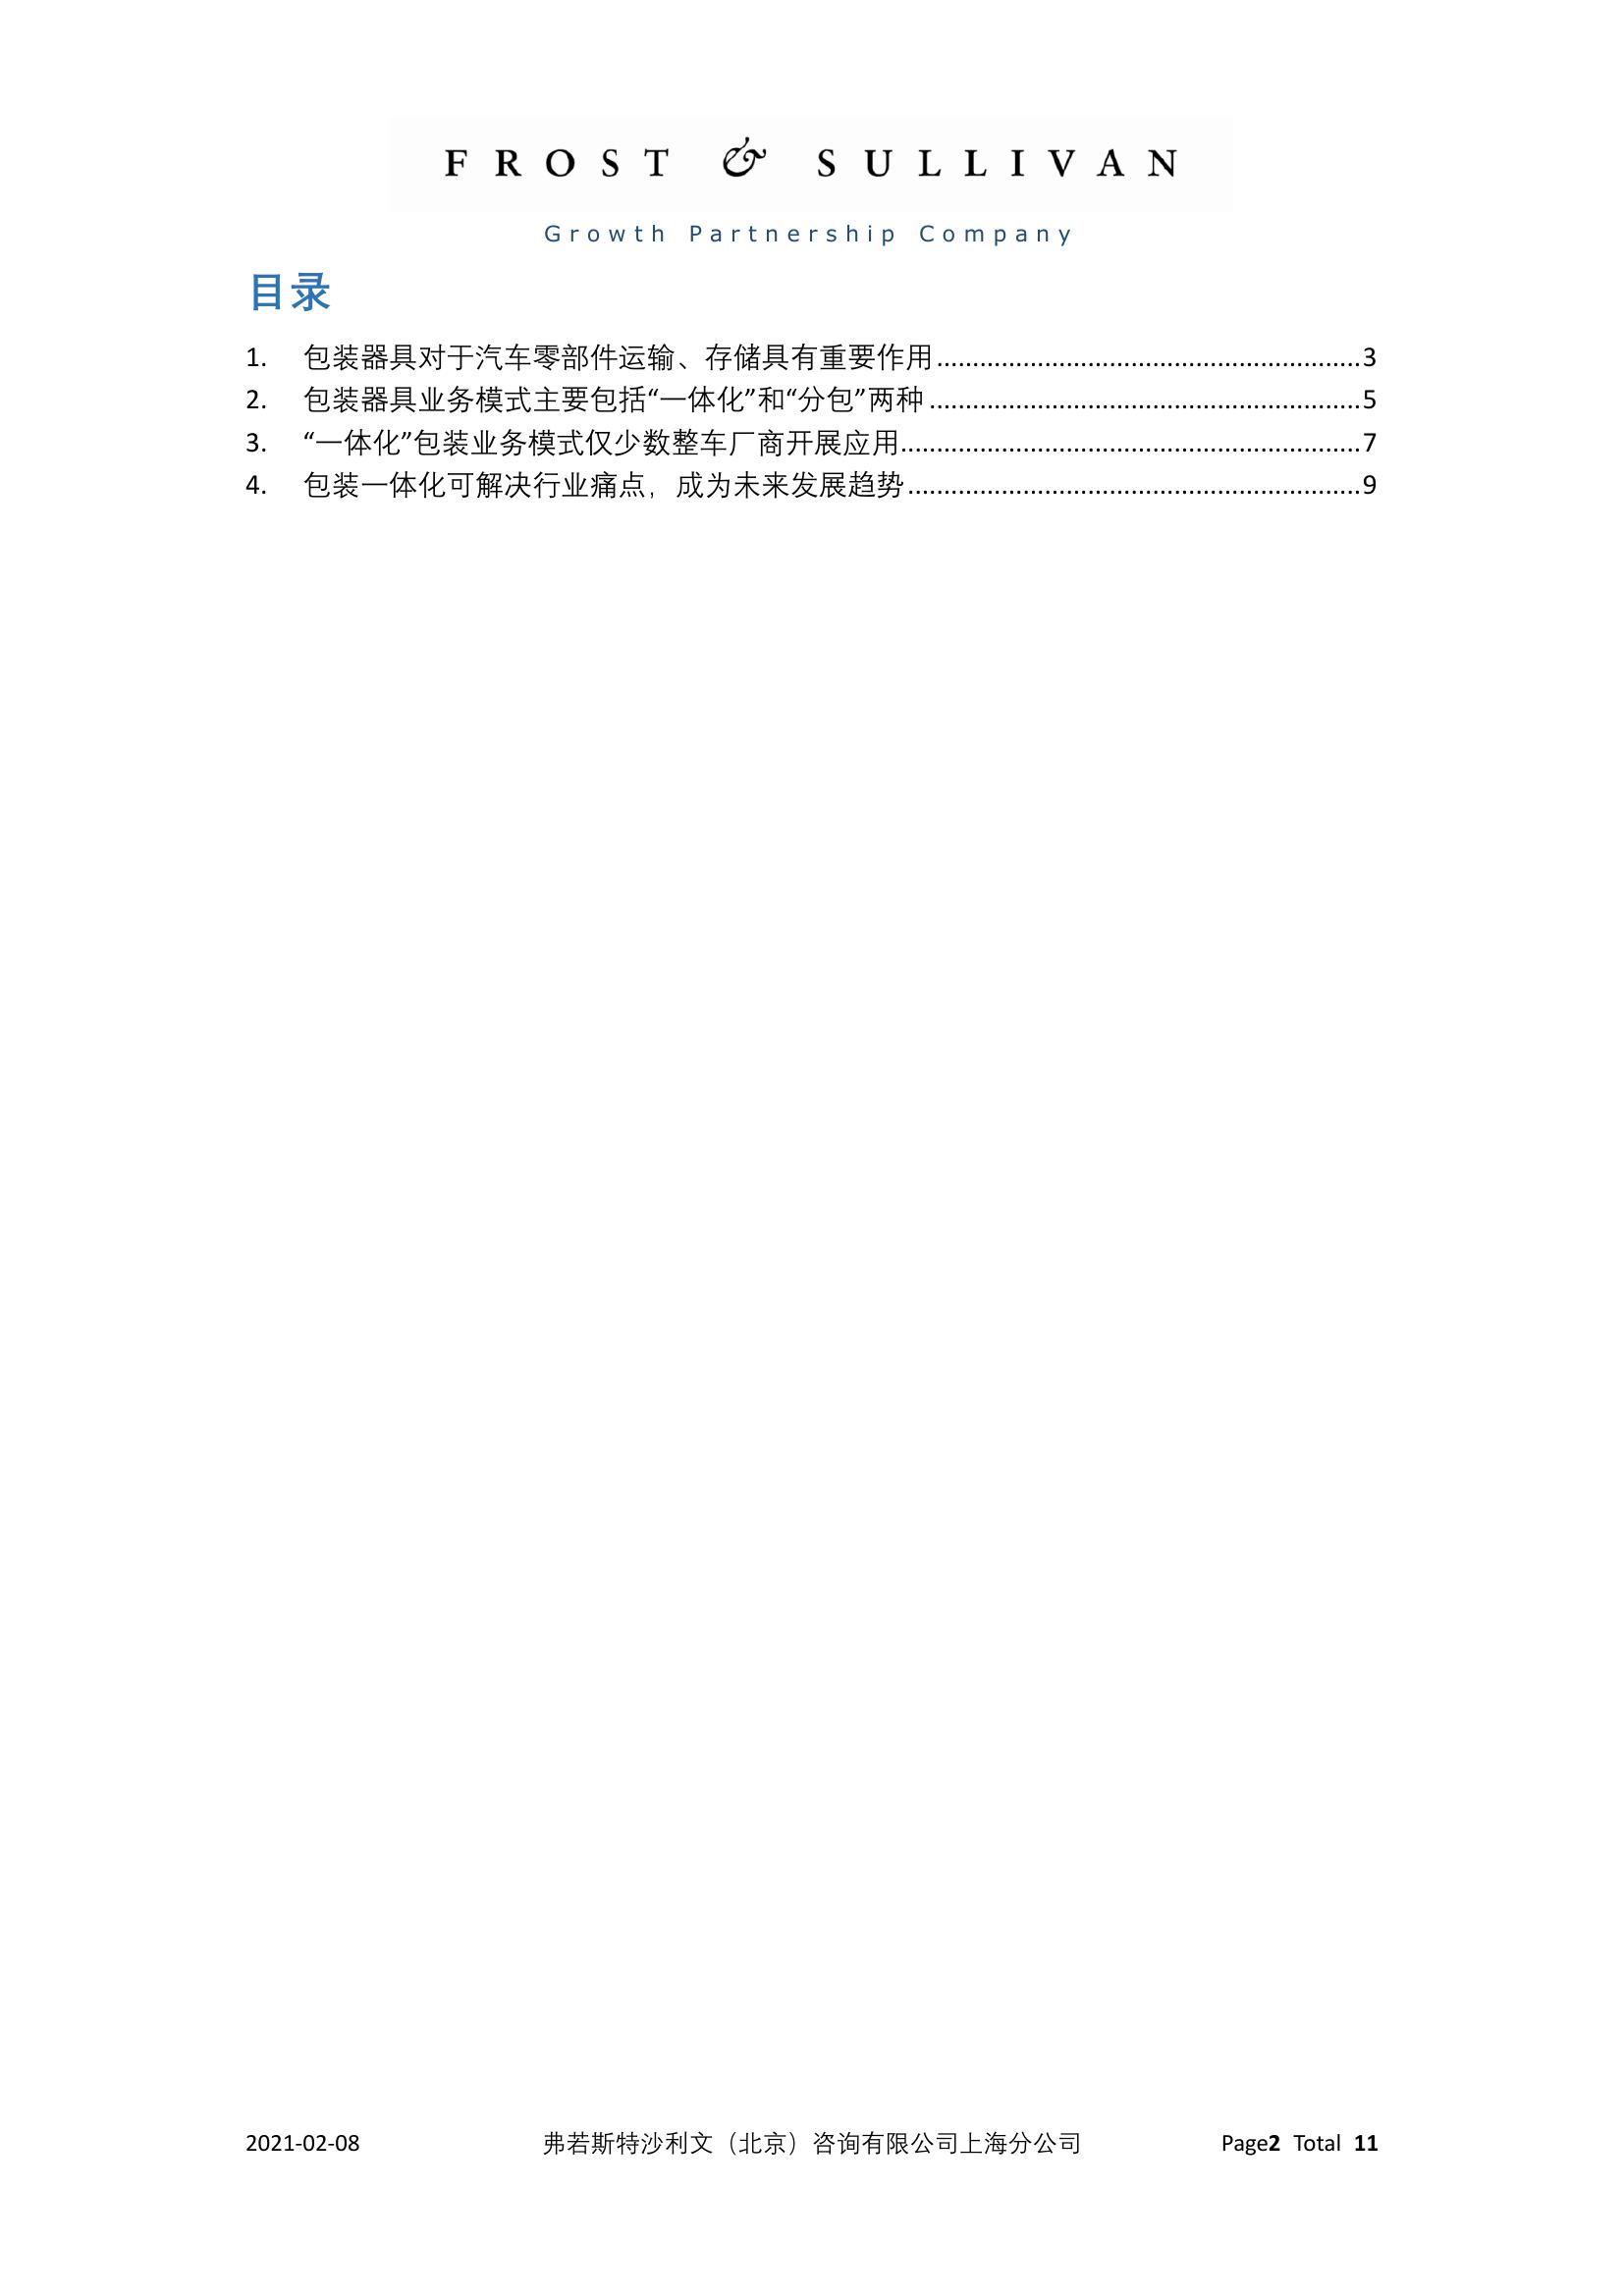 FROST & SULLIVAN
Growth Partnership Company
目录
1. 包装器具对于汽车零部件运输、存储具有重要作用........................................................3
2. 包装器具业务模式主要包括“一体化”和“分包”两种........................................................5
3. “一体化”包装业务模式仅少数整车厂商开展应用........................................................7
4. 包装一体化可解决行业痛点，成为未来发展趋势........................................................9
2021-02-08 弗若斯特沙利文（北京）咨询有限公司上海分公司 Page2 Total 11